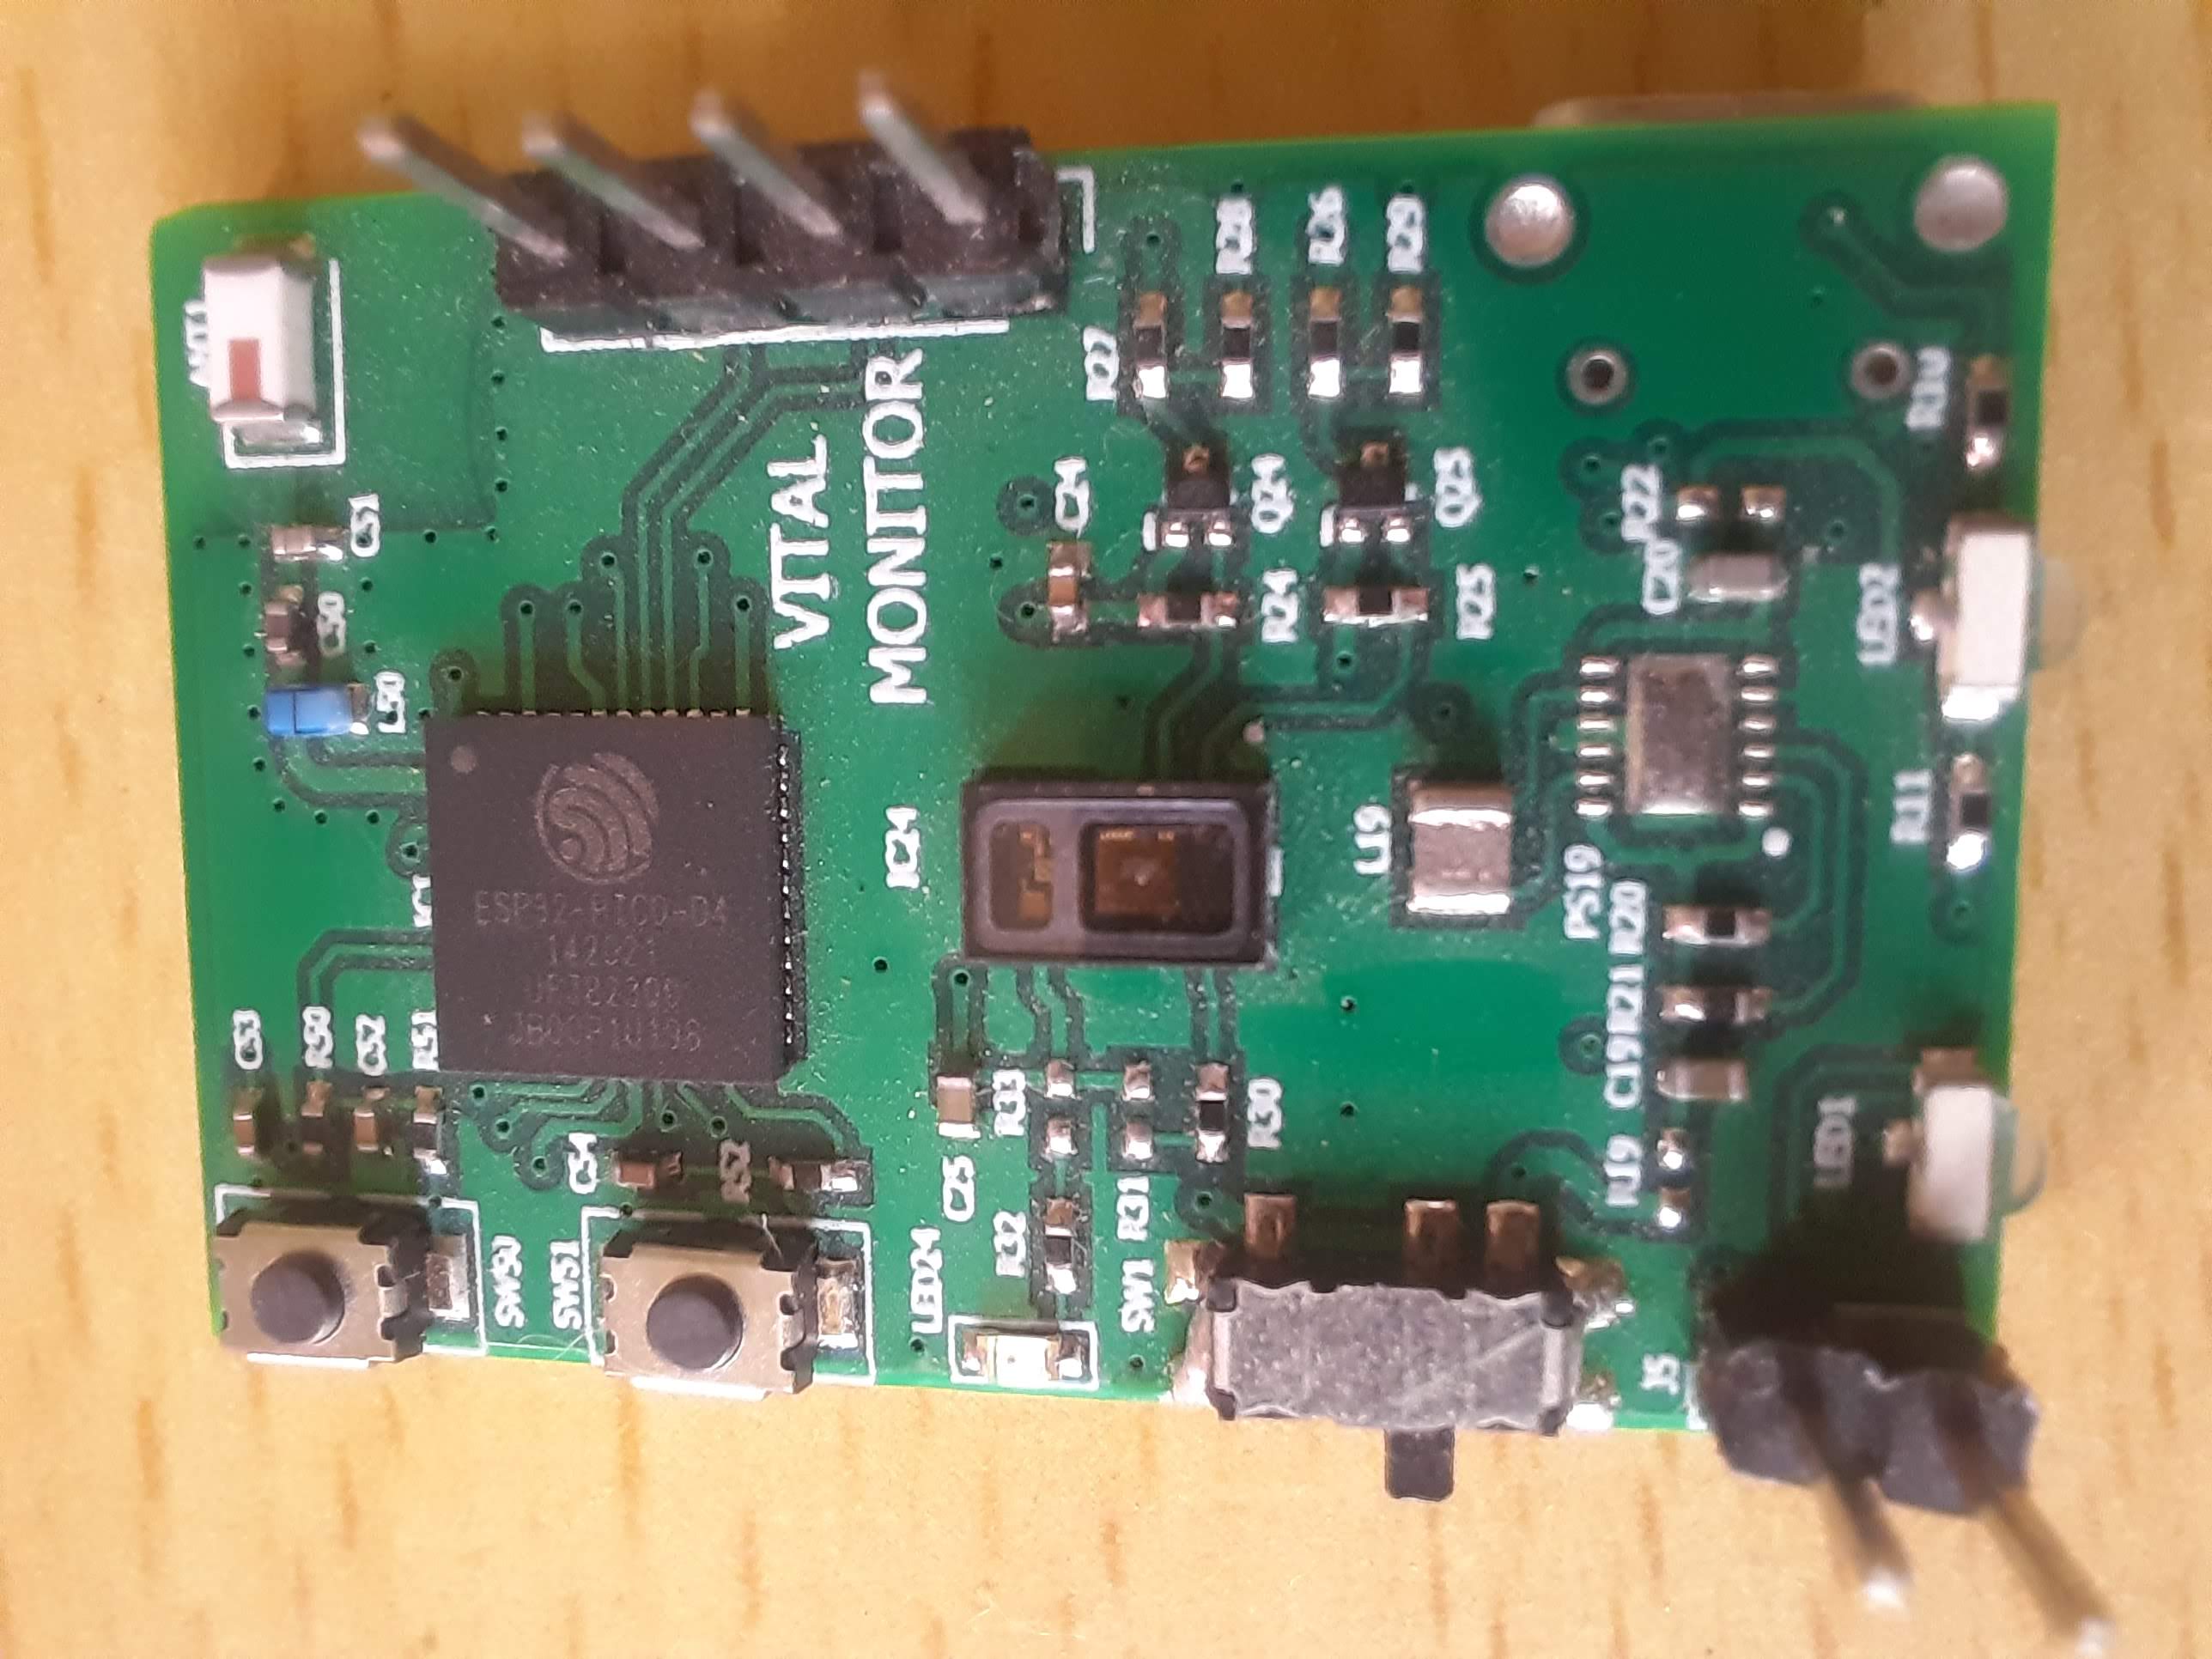 ANT1
C53
R50
C52
R51
IC1
C50
C51
L50
SW50
SW51
C54
R52
VITAL
MONITOR
IC24
LED24
C25
R32
R33
C24
R27
SW1
R31
R30
R24
Q24
R28
R26
L19
R25
Q25
R29
PS19
R19
C19
R21
R20
C20
R22
J5
LED1
LED2
R11
R10